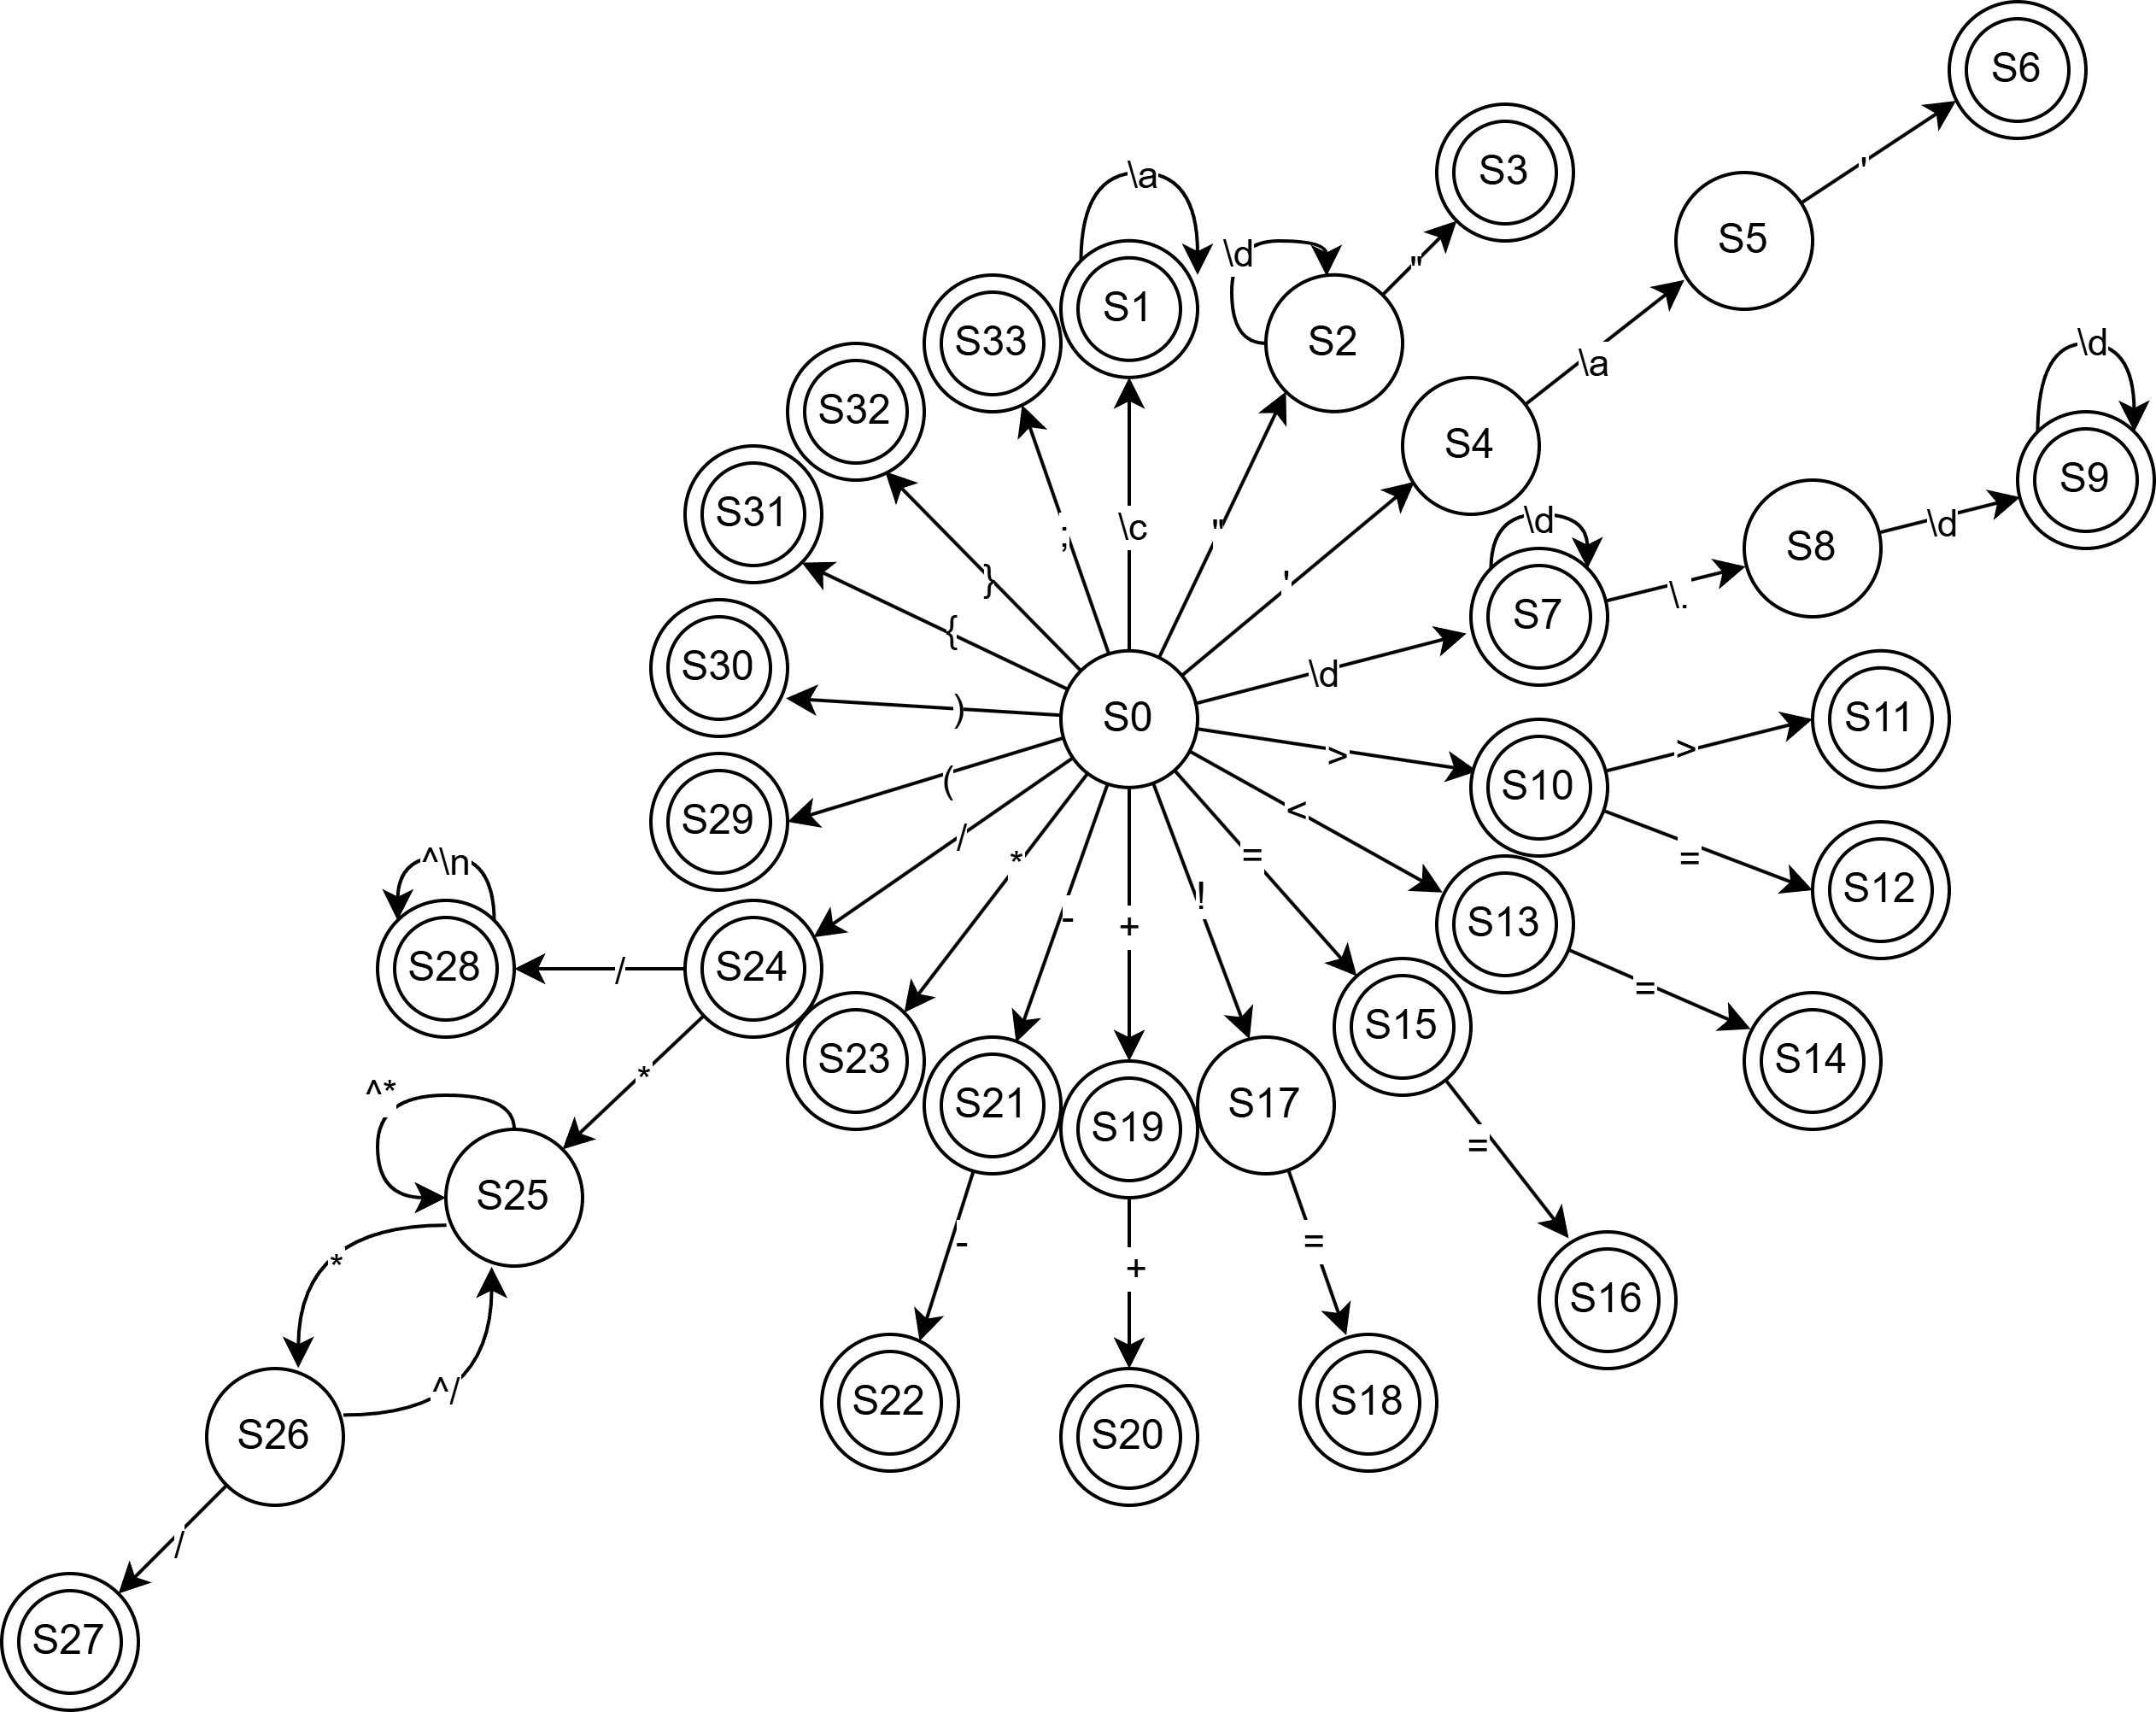 S6
S3
\a
'
S5
\d
"
S1
S33
S2
\d
\a
S32
S4
S9
S31
\d
\c
"
;
\d
S8
'
}
\.
S7
{
S30
\d
)
S0
S11
>
>
S10
(
S29
<
/
*
=
=
S12
^\n
!
-
+
S13
S28
/
S24
=
S15
S23
*
^*
S21
S19
S17
S14
=
S25
-
+
=
*
S16
^/
S22
S20
S18
S26
/
S27